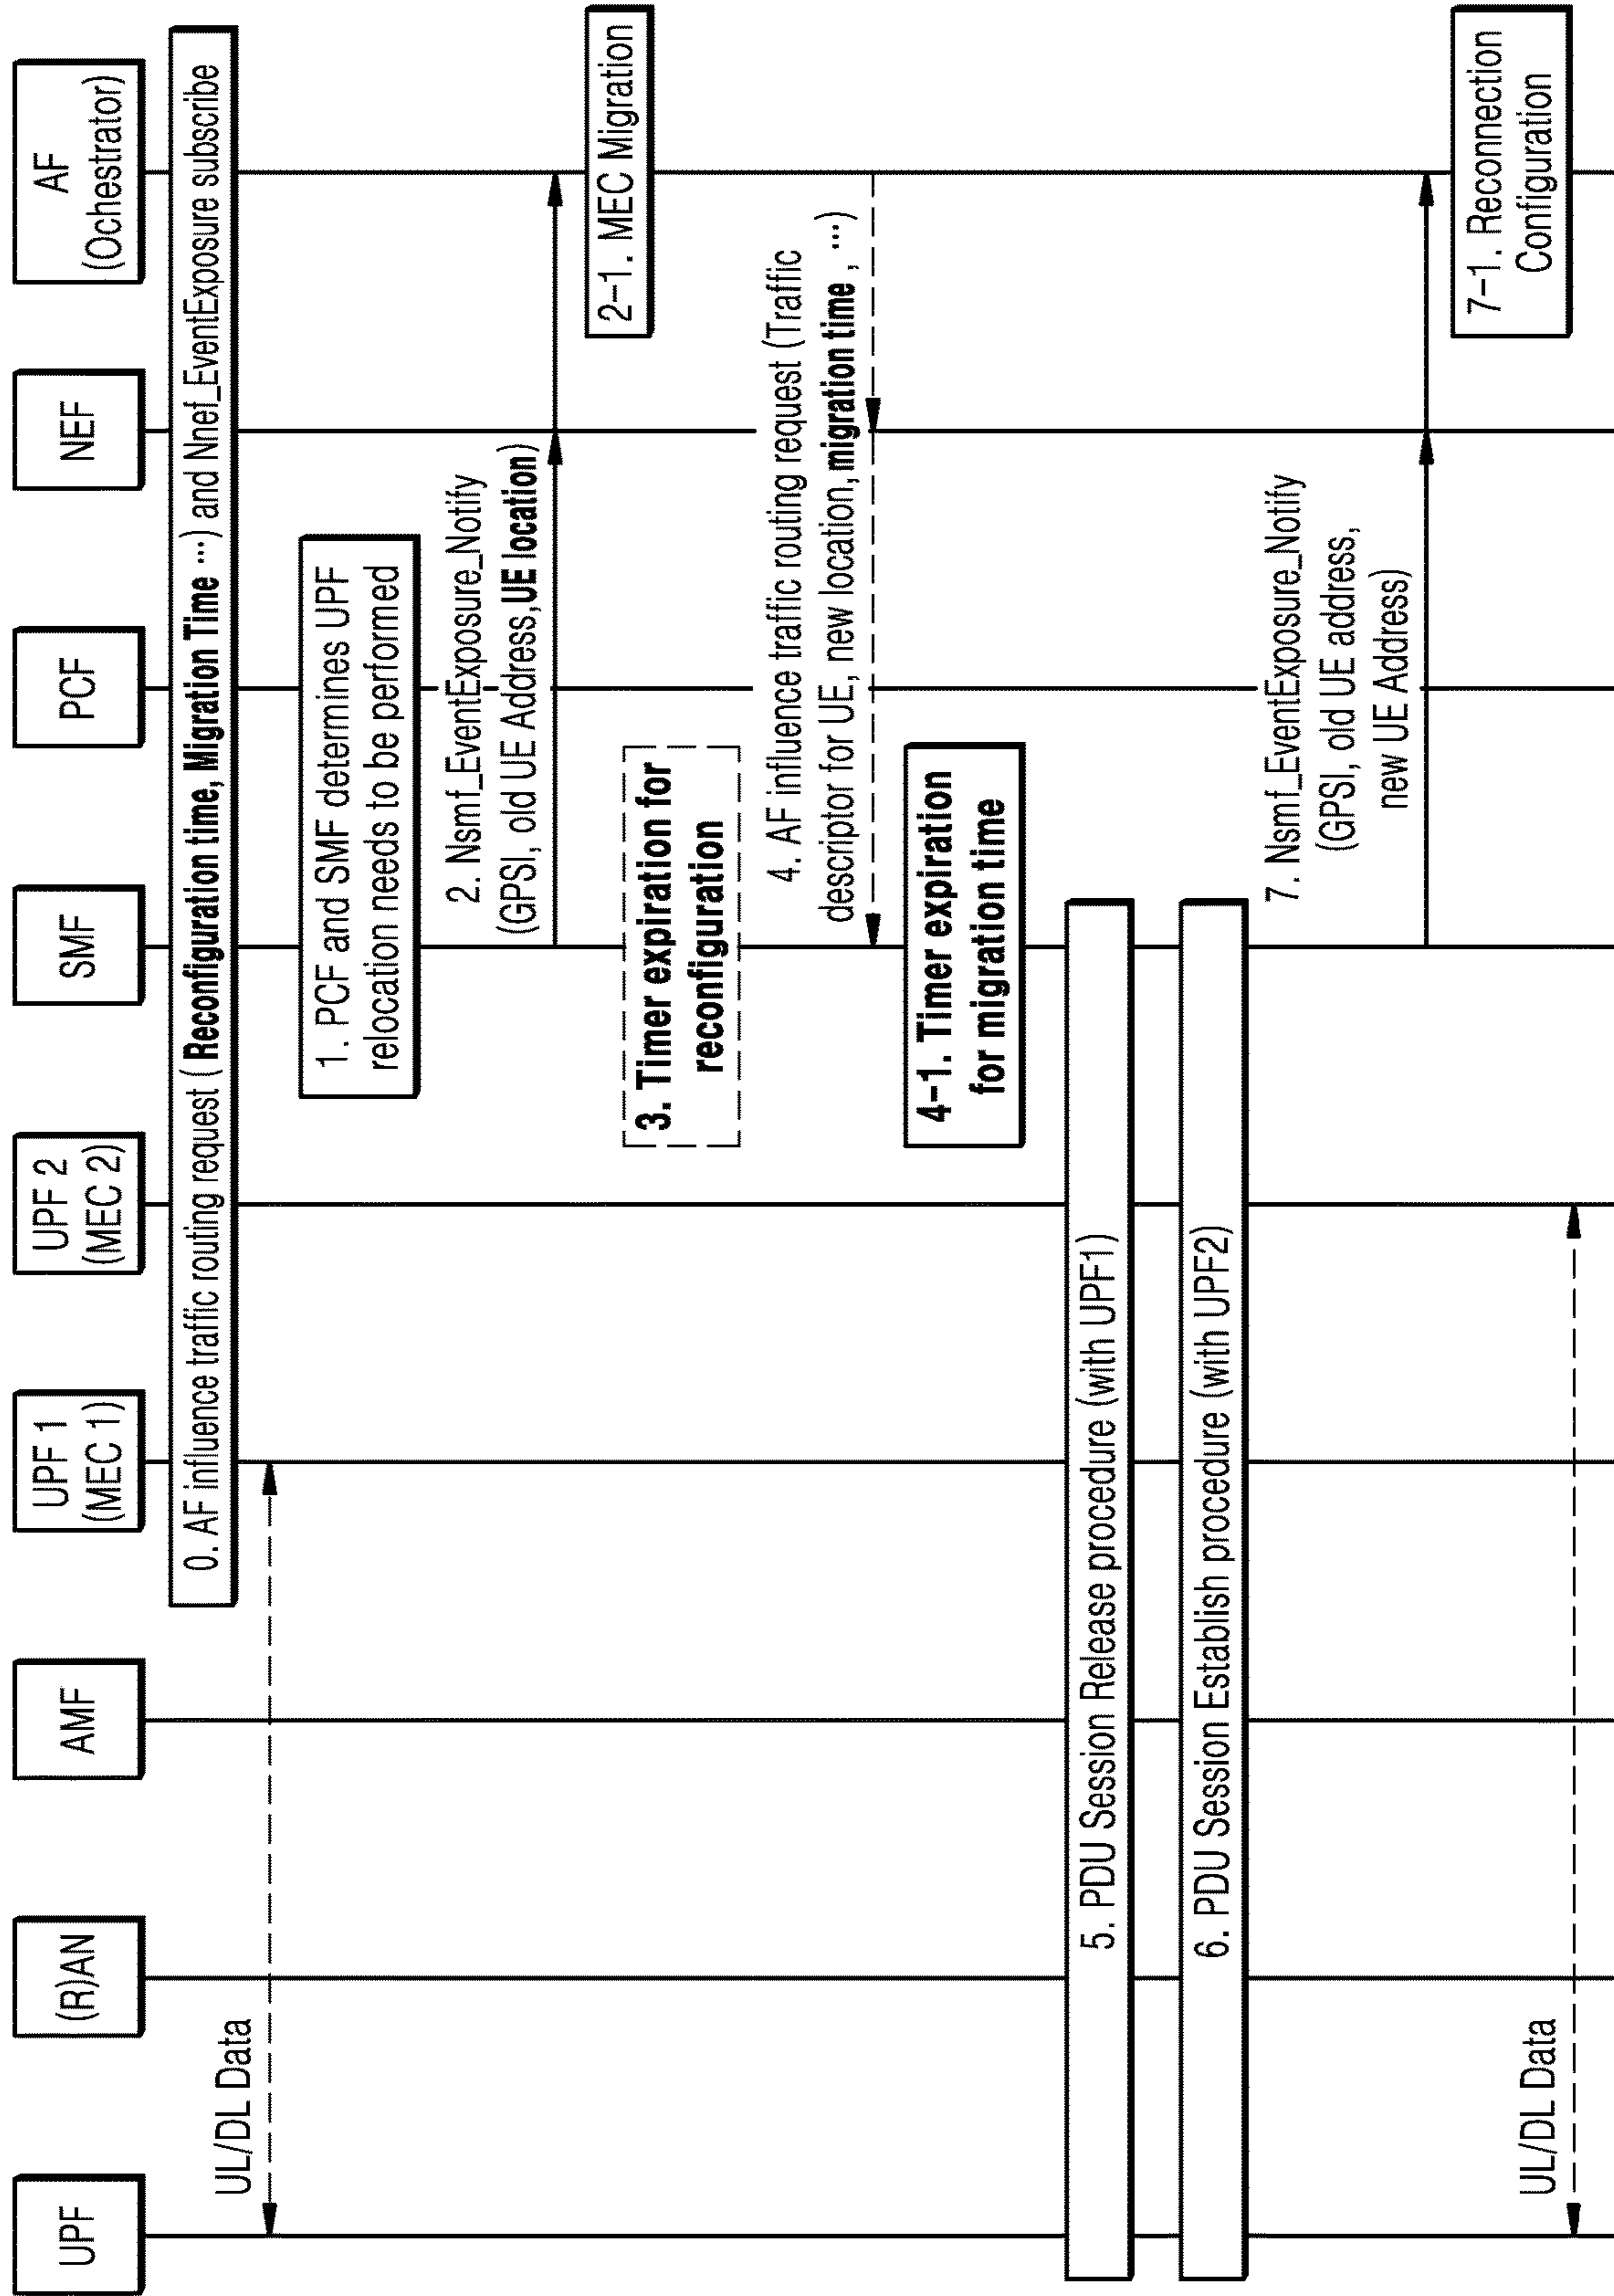 UPF
(R)AN
AMF
UPF 1
(MEC 1)
UPF 2
(MEC 2)
SMF
PCF
NEF
AF
(Ochestrator)
0. AF influence traffic routing request ( Reconfiguration time, Migration Time ···) and Nnef_EventExposure subscribe
UL/DL Data
1. PCF and SMF determines UPF
relocation needs to be performed
2. Nsmf_EventExposure_Notify
(GPSI, old UE Address, UE location)
2-1. MEC Migration
3. Timer expiration for
reconfiguration
4. AF influence traffic routing request (Traffic
descriptor for UE, new location, migration time , ···)
4-1. Timer expiration
for migration time
5. PDU Session Release procedure (with UPF1)
6. PDU Session Establish procedure (with UPF2)
7. Nsmf_EventExposure_Notify
(GPSI, old UE address,
new UE Address)
7-1. Reconnection
Configuration
UL/DL Data